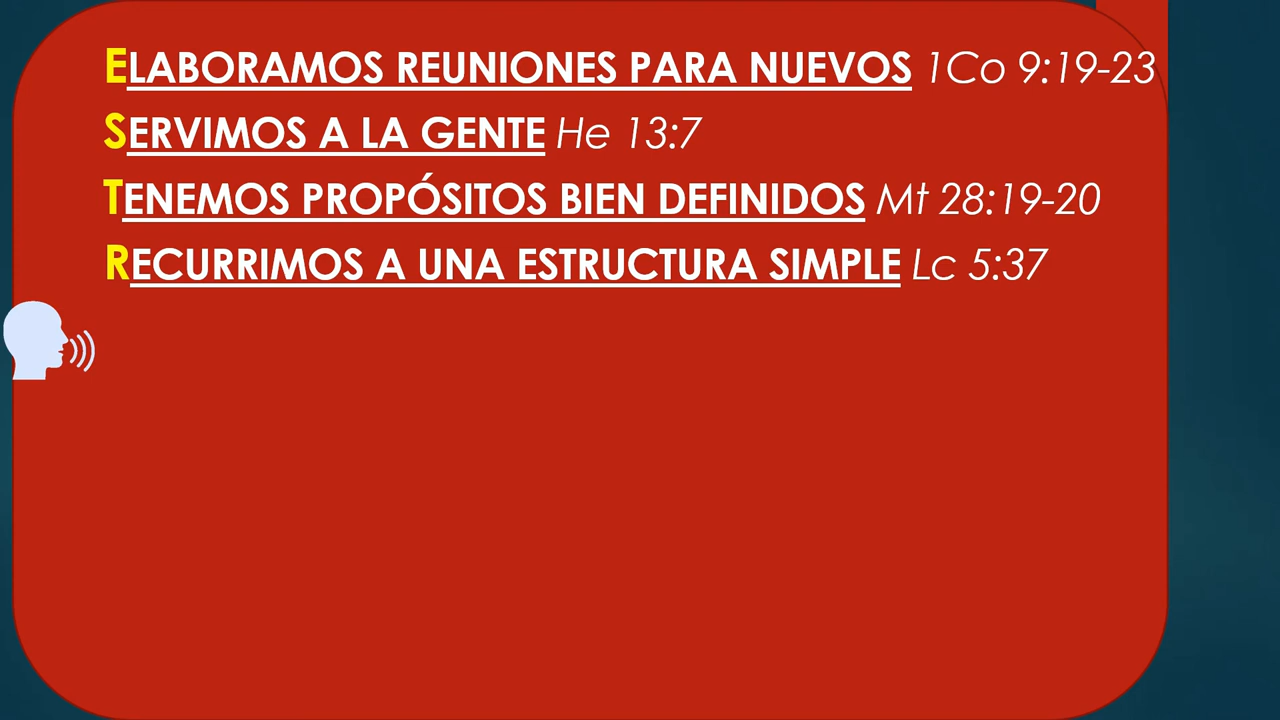 ELABORAMOS REUNIONES PARA NUEVOS 1Co 9:19-23
SERVIMOS A LA GENTE He 13:7
TENEMOS PROPÓSITOS BIEN DEFINIDOS Mt 28:19-20
RECURRIMOS A UNA ESTRUCTURA SIMPLE Lc 5:37